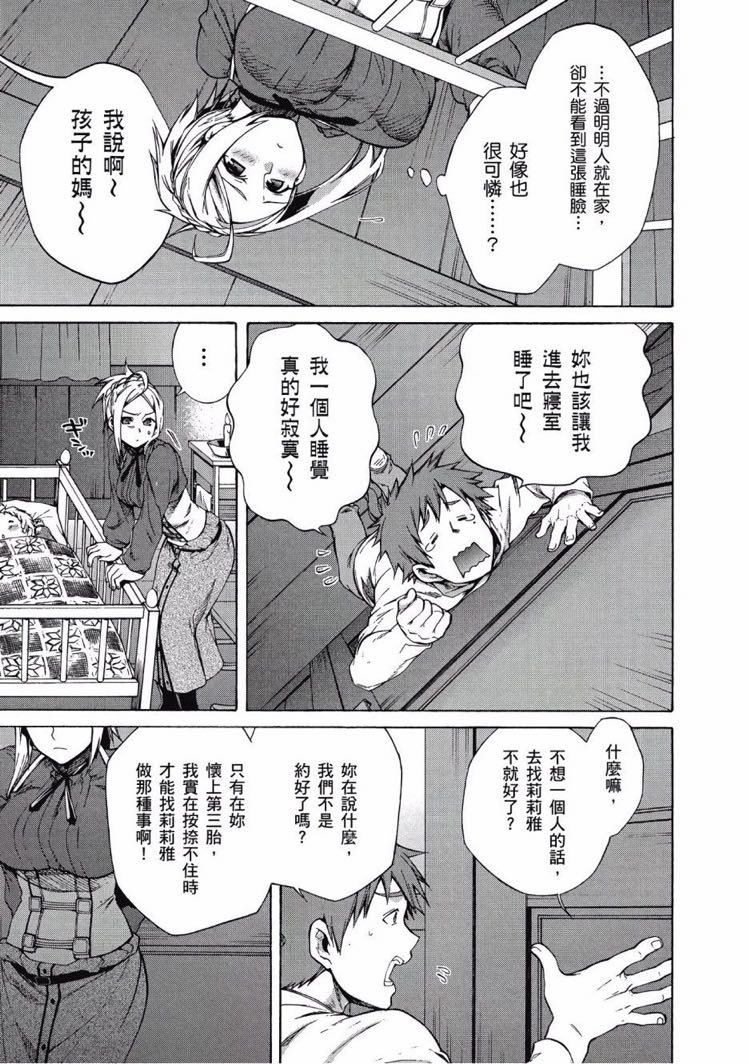 …不過明明人就在家，
卻不能看到這張睡臉…
好像也
很可憐……？
我說啊～
孩子的媽～
妳也該讓我
進去寢室
睡了吧～
我一個人睡覺
真的好寂寞～
…
ギシ
什麼嘛，
不想一個人的話，
去找莉莉雅
不就好了？
妳在說什麼，
我們不是
約好了嗎？
只有在妳
懷上第三胎，
我實在按捺不住時
才能找莉莉雅
做那種事啊！